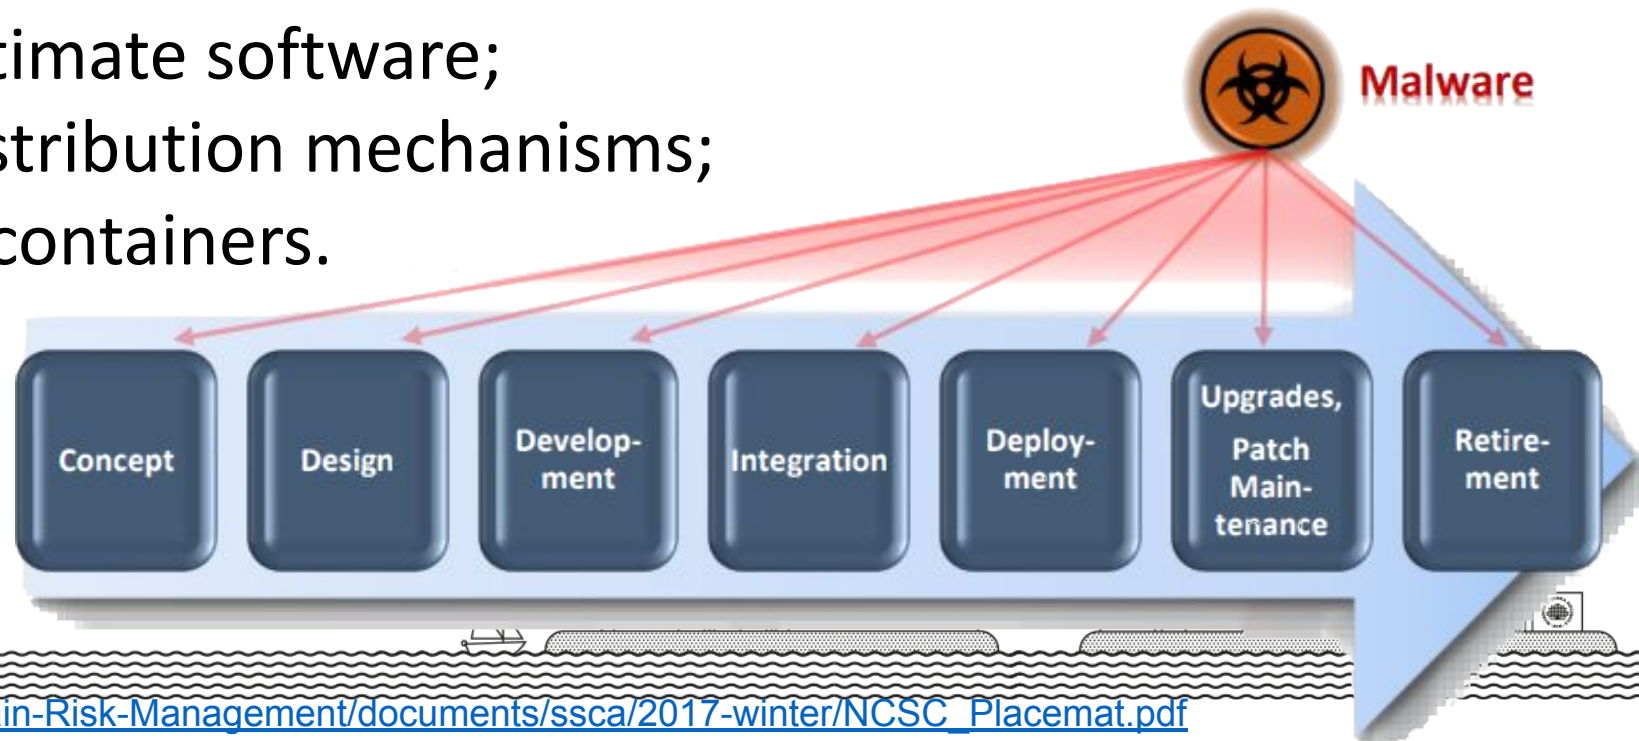 timate software;
stribution mechanisms;
containers.
Malware
Concept
Design
Develop-
ment
Integration
Deploy-
ment
Upgrades,
Patch
Main-
tenance
Retire-
ment
in-Risk-Management/documents/ssca/2017-winter/NCSC_Placemat.pdf